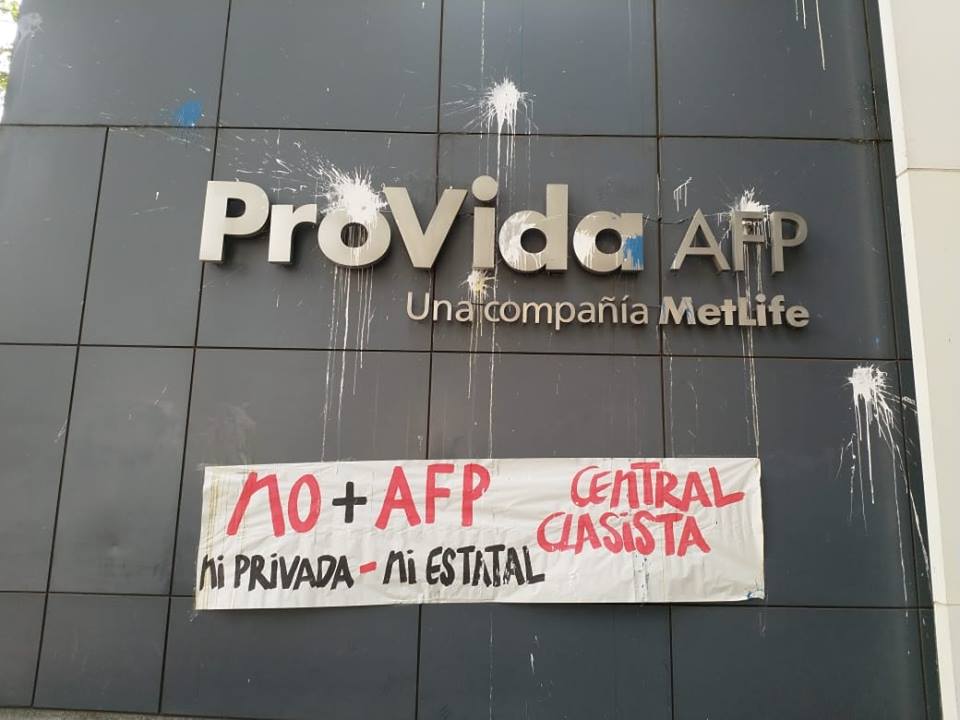 ProVida AFP
Una compañía MetLife
no + AFP
ni PRiVADA - ni ESTATAL
CENTRAL
CLASiSTA